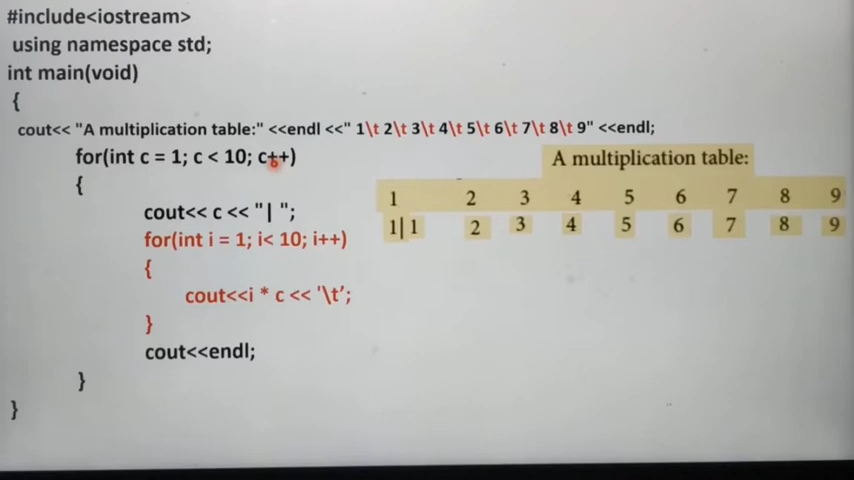 #include<iostream>
using namespace std;
int main(void)
{
cout<< "A multiplication table:" <<endl <<" 1\t 2\t 3\t 4\t 5\t 6\t 7\t 8\t 9" <<endl;
for(int c = 1; c < 10; c++)
{
cout<< c << "| ";
for(int i = 1; i< 10; i++)
{
cout<<i * c << '\t’;
}
cout<<endl;
}
}
A multiplication table:
1 2 3 4 5 6 7 8 9
1| 1 2 3 4 5 6 7 8 9